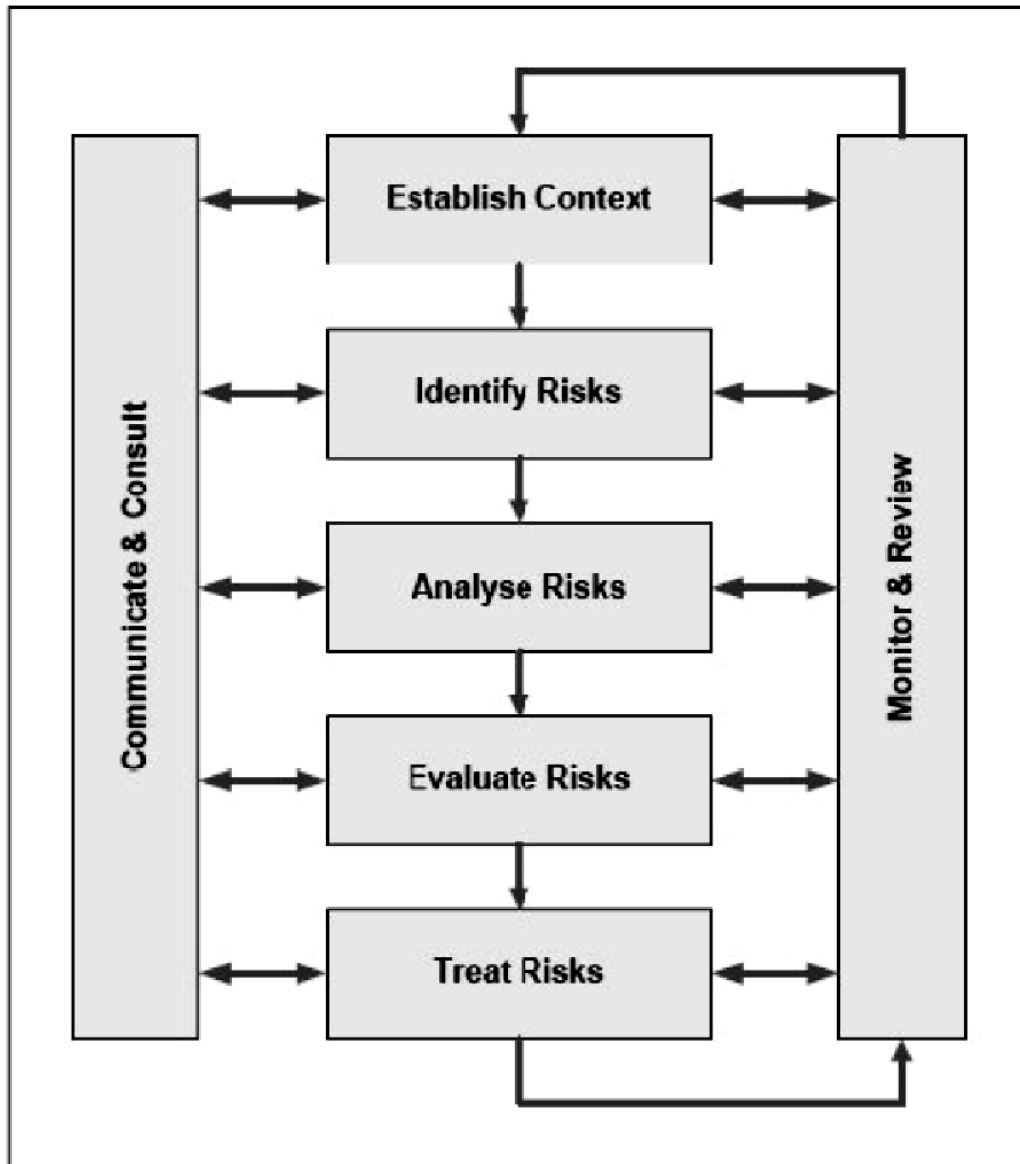 Establish Context
Identify Risks
Analyse Risks
Evaluate Risks
Treat Risks
Communicate & Consult
Monitor & Review